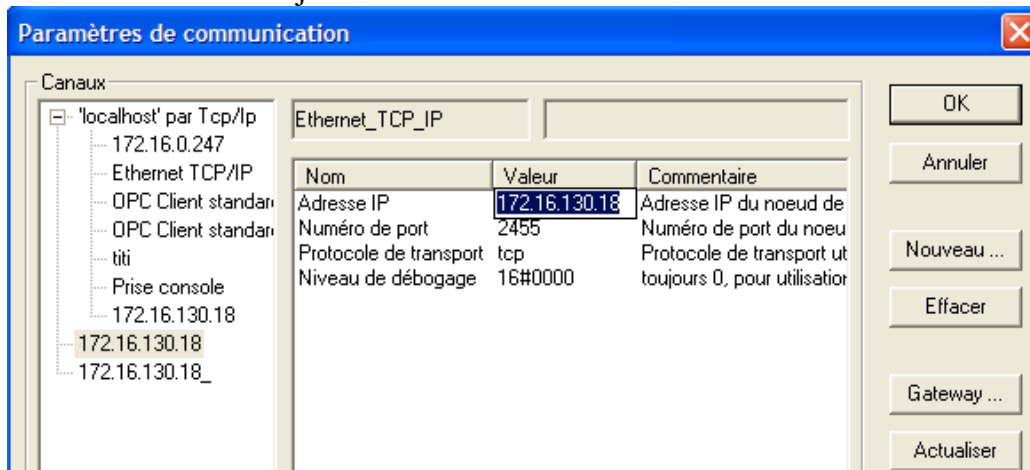 Paramètres de communication
Canaux
'localhost' par Tcp/Ip
172.16.0.247
Ethernet TCP/IP
OPC Client standar
OPC Client standar
titi
Prise console
172.16.130.18
172.16.130.18
172.16.130.18_
Ethernet_TCP_IP
Nom Valeur Commentaire
Adresse IP 172.16.130.18 Adresse IP du noeud de
Numéro de port 2455 Numéro de port du noeu
Protocole de transport tcp Protocole de transport ut
Niveau de débogage 16#0000 toujours 0, pour utilisation
OK
Annuler
Nouveau ...
Effacer
Gateway ...
Actualiser